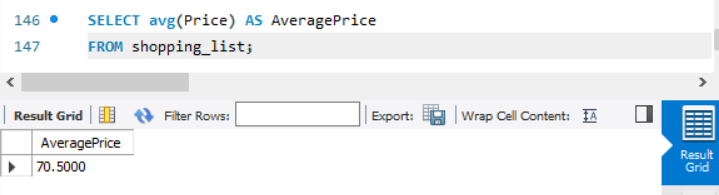 146 SELECT avg(Price) AS AveragePrice
147 FROM shopping_list;
Result Grid Filter Rows: Export: Wrap Cell Content: IA
AveragePrice
70.5000
Result
Grid